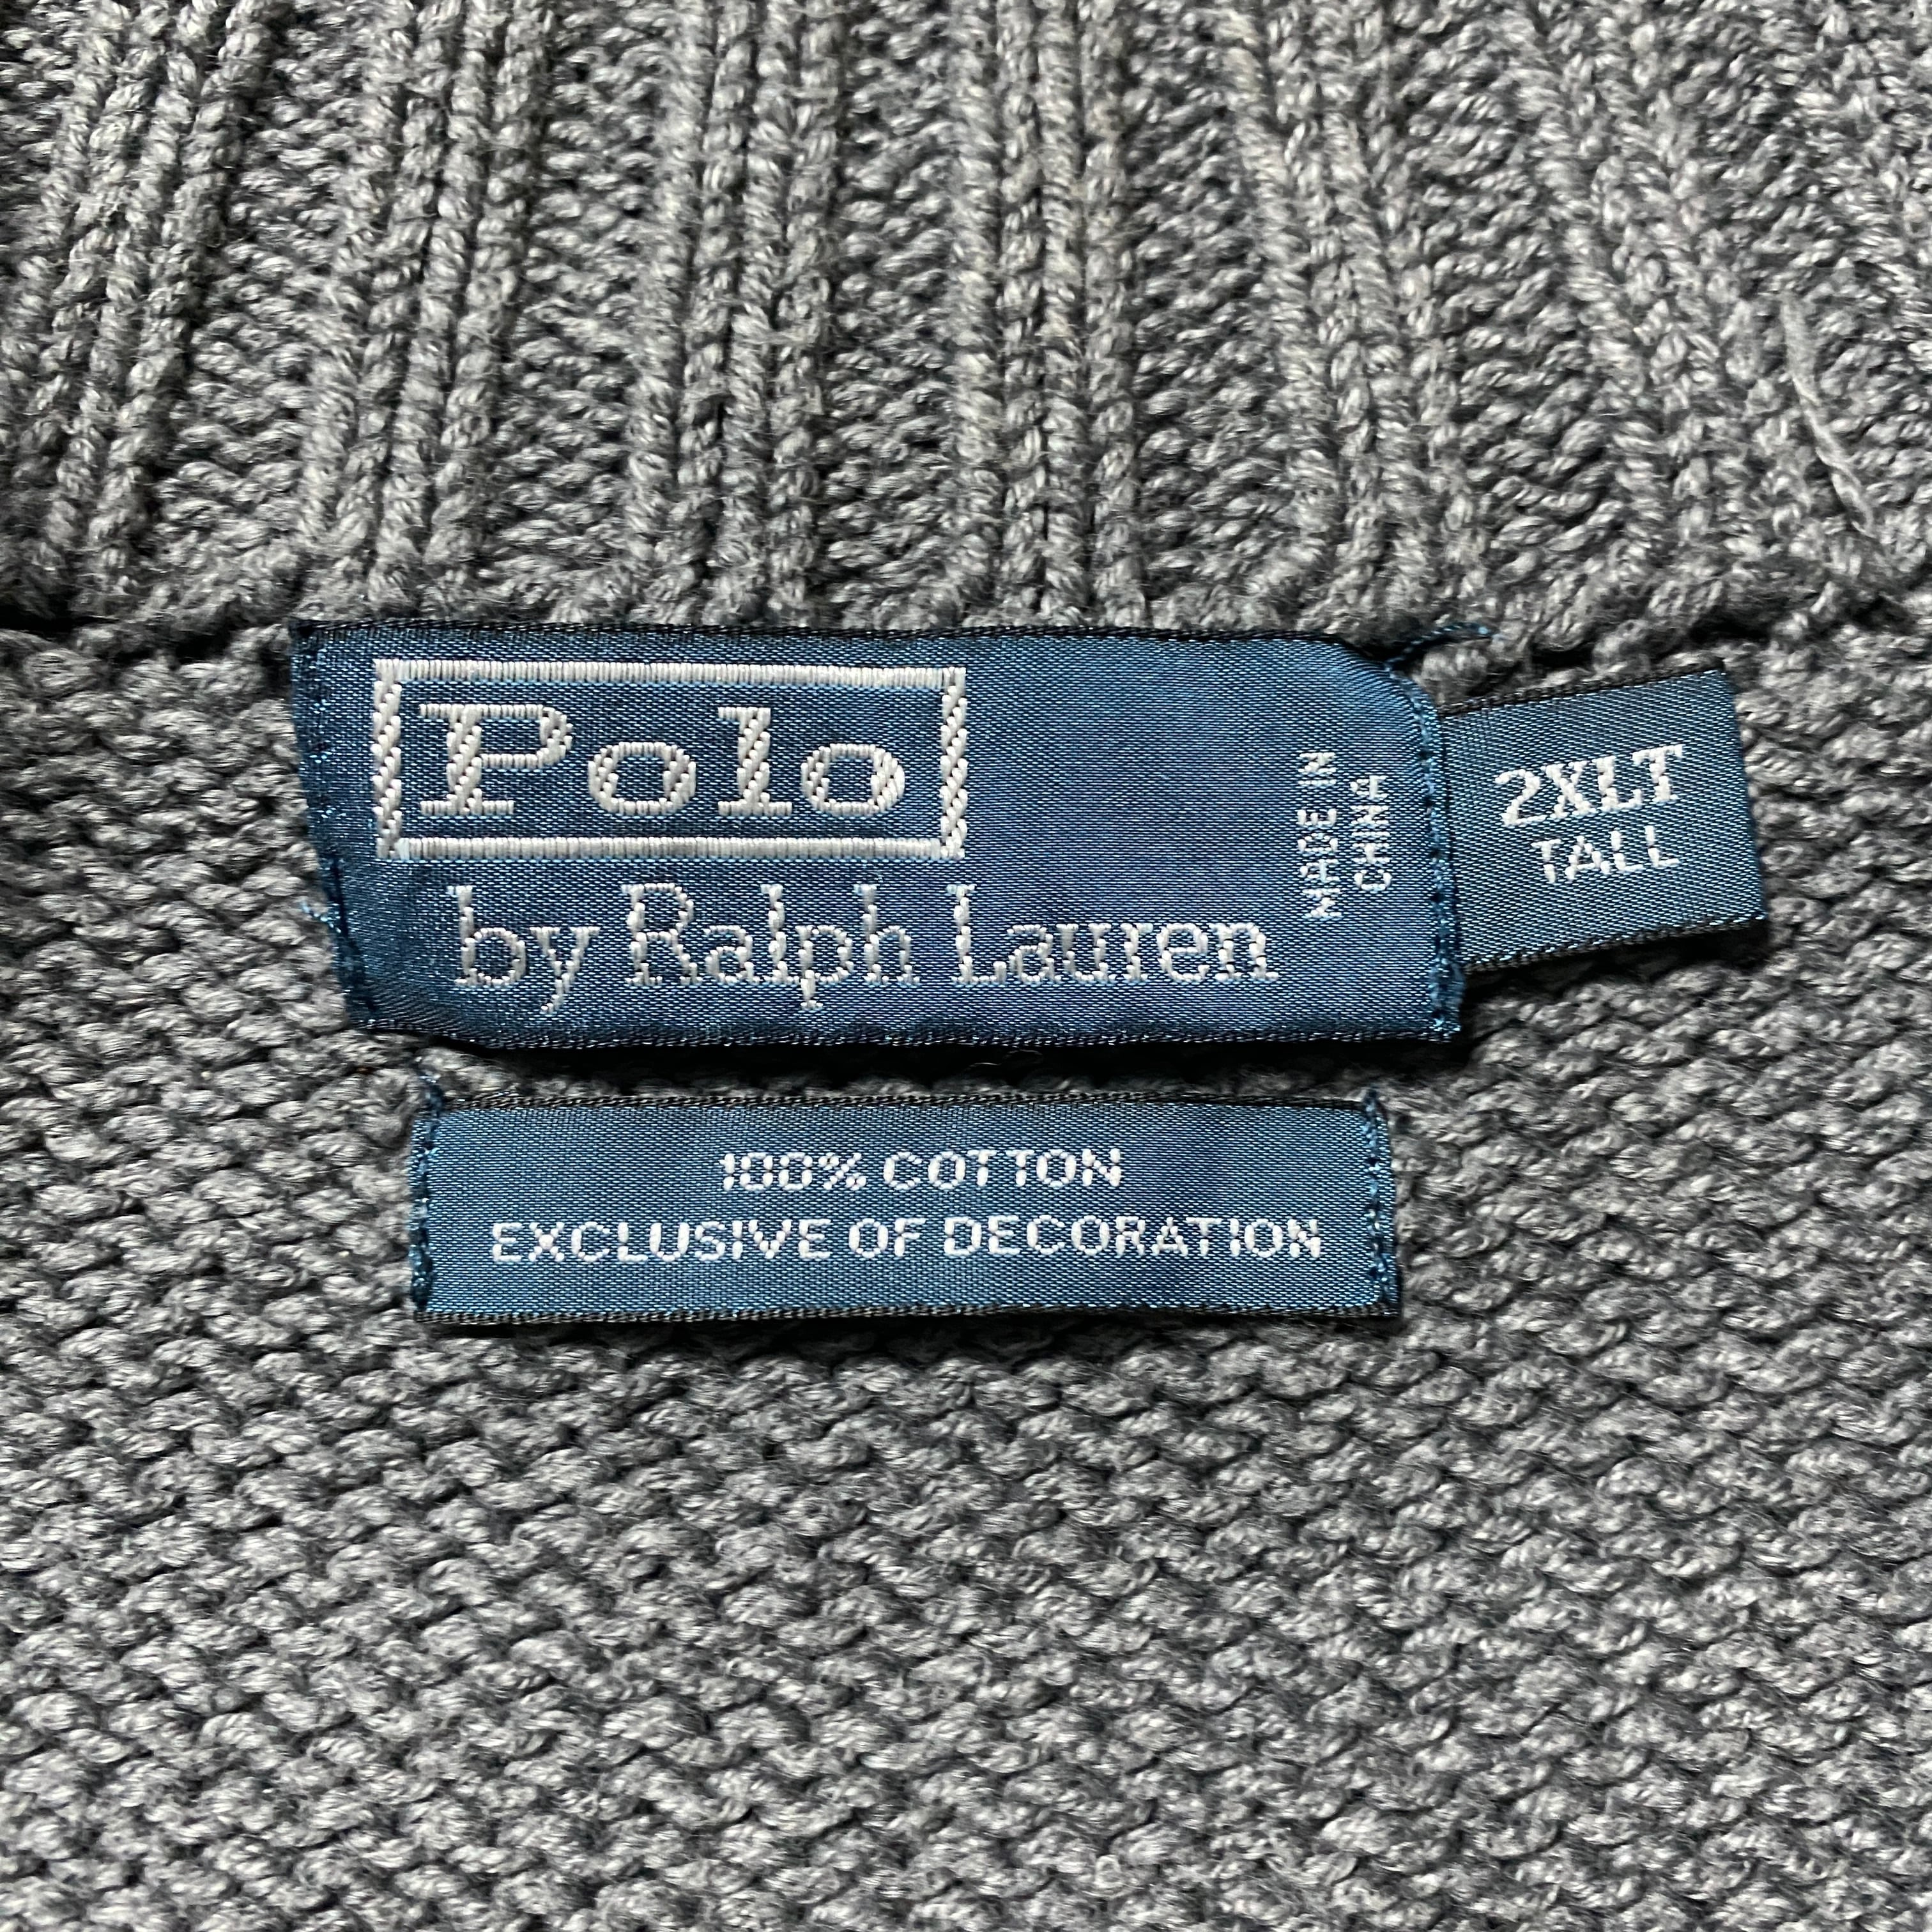 Polo
by Ralph Lauren
MADE IN
CHINA
2XLT
TALL
100% COTTON
EXCLUSIVE OF DECORATION